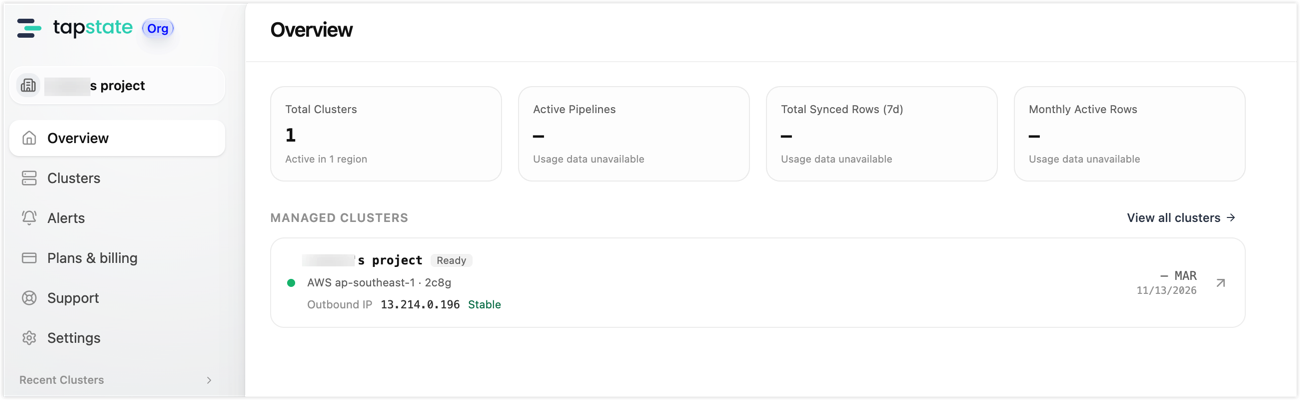 tapstate Org
s project
Overview
Clusters
Alerts
Plans & billing
Support
Settings
Recent Clusters
Overview
Total Clusters
1
Active in 1 region
Active Pipelines
–
Usage data unavailable
Total Synced Rows (7d)
–
Usage data unavailable
Monthly Active Rows
–
Usage data unavailable
MANAGED CLUSTERS
View all clusters →
s project Ready
AWS ap-southeast-1 · 2c8g
Outbound IP 13.214.0.196 Stable
– MAR
11/13/2026